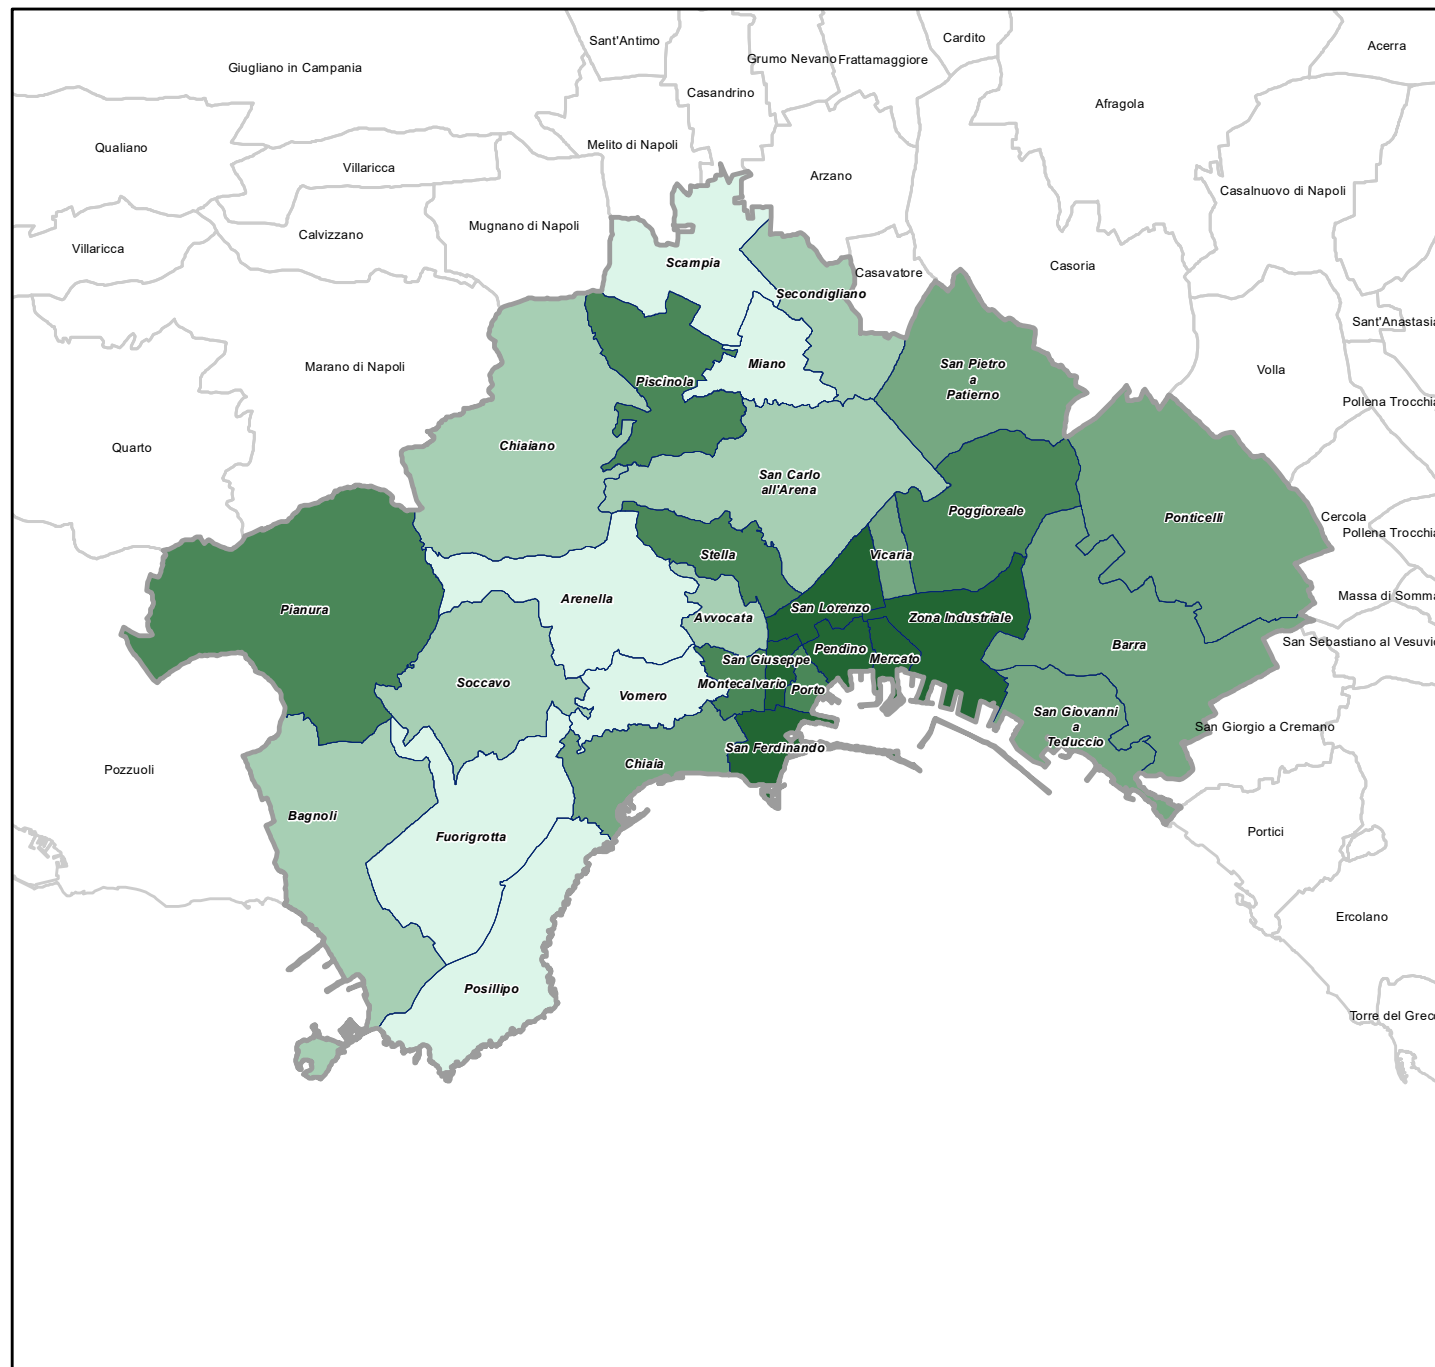 Sant'Antimo
Cardito
Acerra
Giugliano in Campania
Grumo Nevano
Frattamaggiore
Casandrino
Afragola
Qualiano
Melito di Napoli
Villaricca
Arzano
Casalnuovo di Napoli
Mugnano di Napoli
Calvizzano
Villaricca
Scampia
Casavatore
Casoria
Secondigliano
Sant'Anastasia
Marano di Napoli
Miano
San Pietro
a
Patierno
Volla
Piscinola
Pollena Trocchia
Quarto
Chiaiano
San Carlo
all'Arena
Poggioreale
Ponticelli
Cercola
Pollena Trocchia
Stella
Vicaria
Massa di Somma
Pianura
Arenella
San Lorenzo
Avvocata
Zona Industriale
San Sebastiano al Vesuvi
Barra
Pendino
San Giuseppe
Mercato
Soccavo
Montecalvario
Porto
Vomero
San Giovanni
a
Teduccio
San Giorgio a Cremano
San Ferdinando
Pozzuoli
Chiaia
Bagnoli
Fuorigrotta
Portici
Ercolano
Posillipo
Torre del Grec